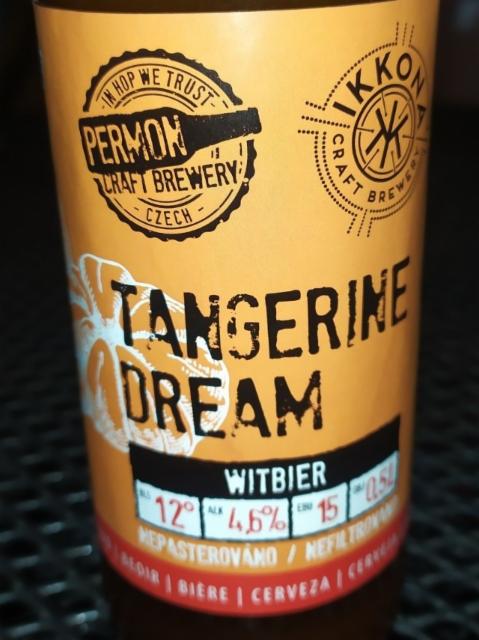 IN HOP WE TRUST
PERMON
CRAFT BREWERY
CZECH
IKKONA
CRAFT BREWERY
TANGERINE
DREAM
WITBIER
12° ALK 4,6% EBU 15 0,5L
NEPASTEROVÁNO / NEFILTROVÁNO
BEOIR | BIÈRE | CERVEZA |